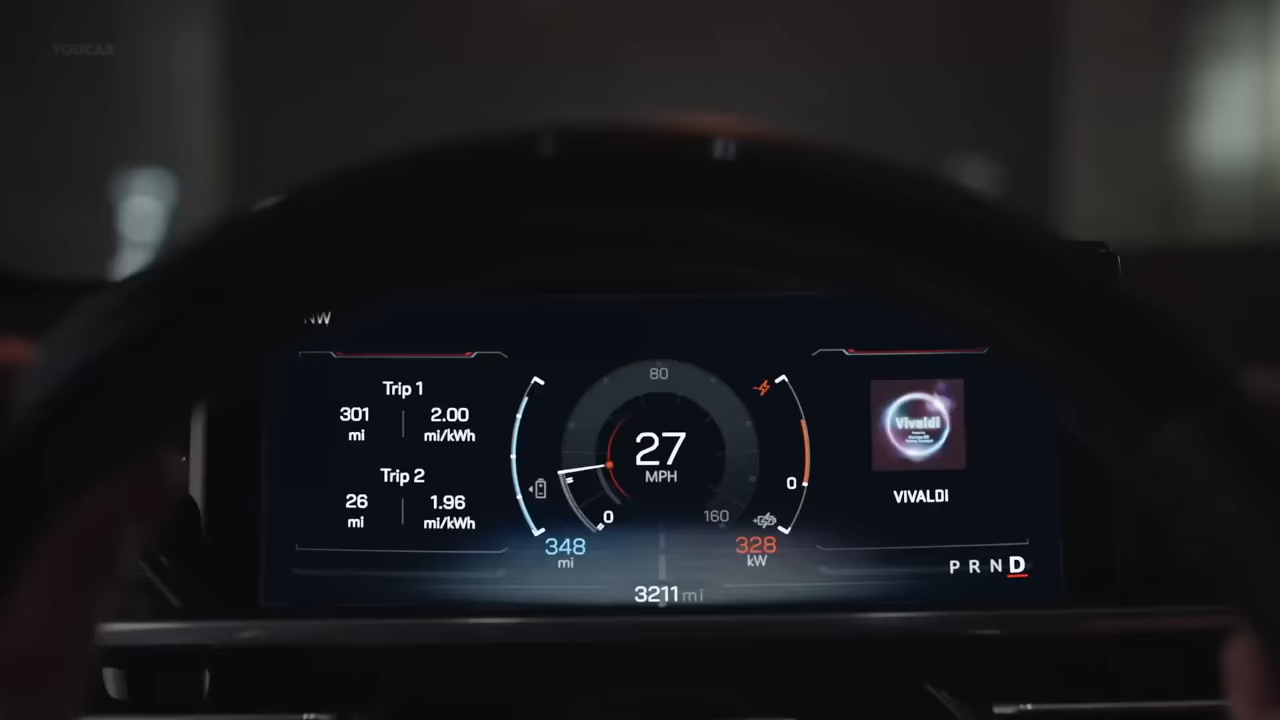 YOUCAR
NW
Trip 1
301 mi
2.00 mi/kWh
Trip 2
26 mi
1.96 mi/kWh
80
27
MPH
0
160
348
mi
0
328
kW
3211 mi
Vivaldi
VIVALDI
P R N D